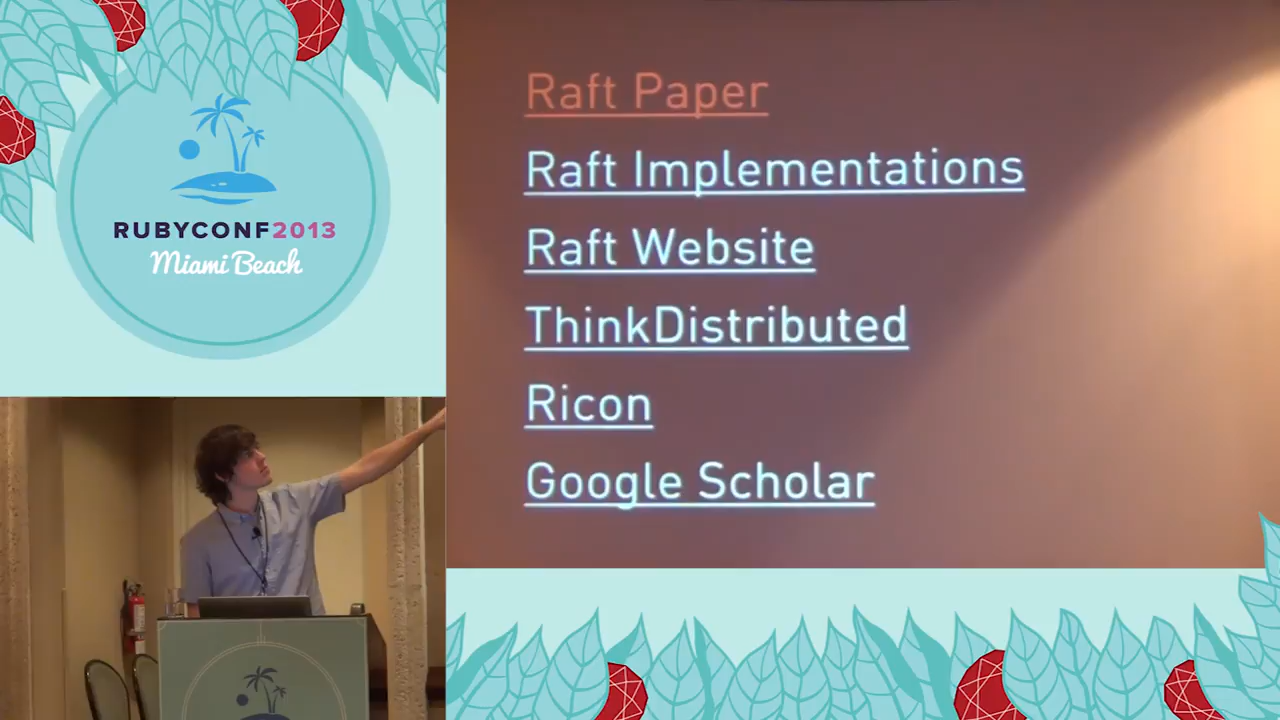 RUBYCONF2013
Miami Beach
Raft Paper
Raft Implementations
Raft Website
ThinkDistributed
Ricon
Google Scholar